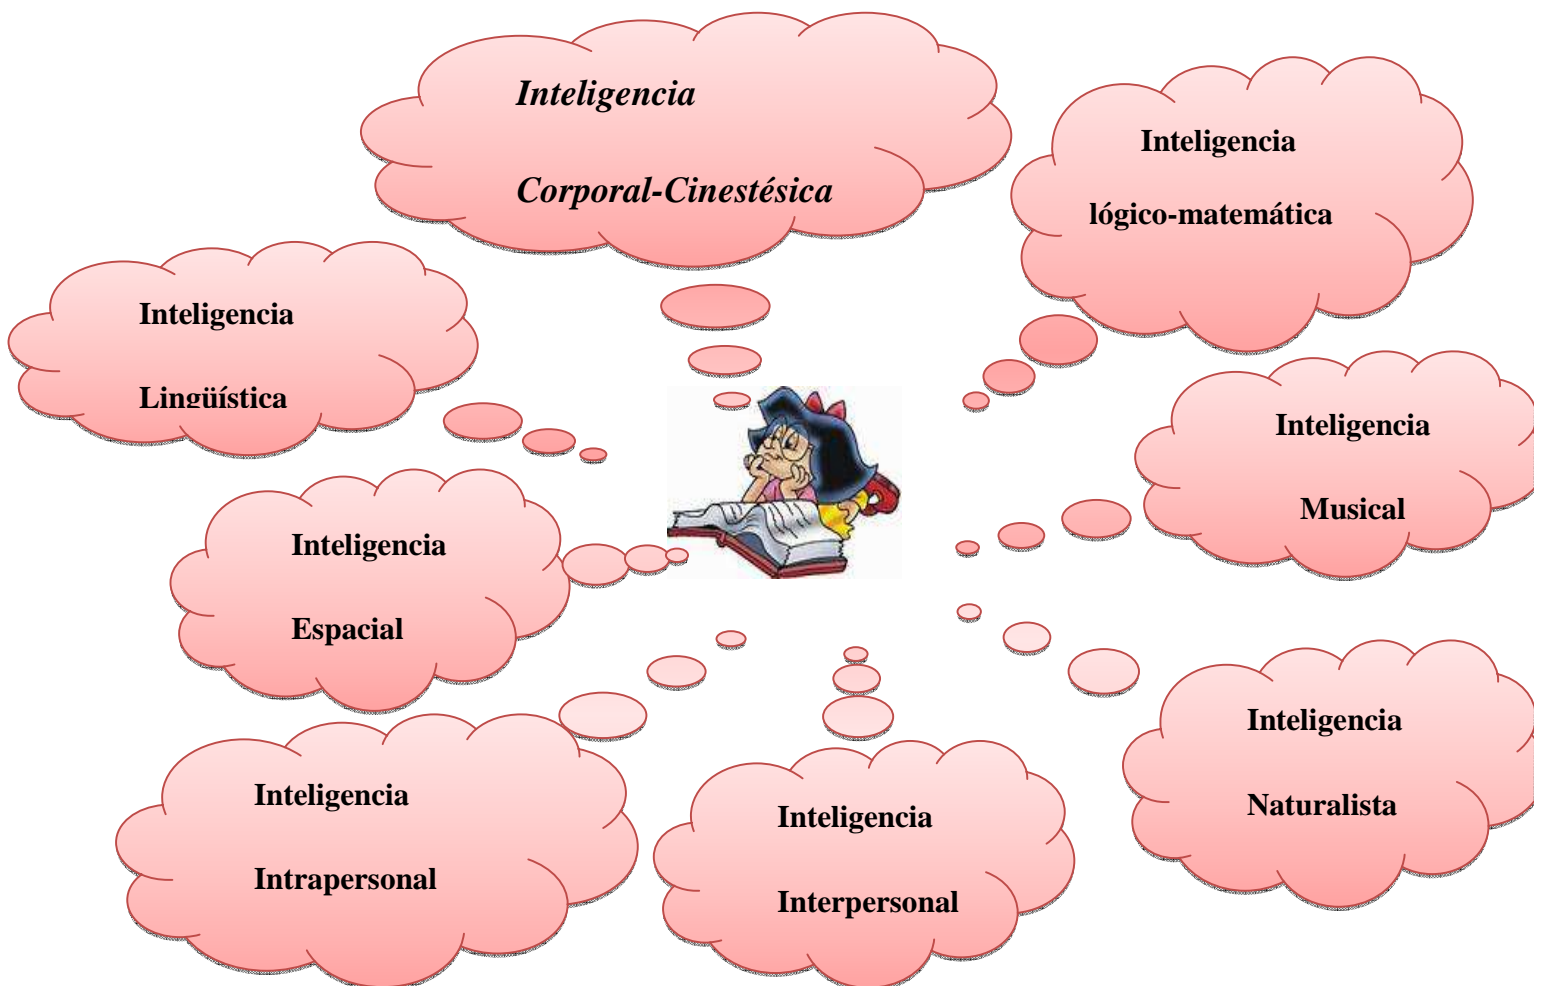 Inteligencia
Corporal-Cinestésica
Inteligencia
lógico-matemática
Inteligencia
Lingüística
Inteligencia
Musical
Inteligencia
Espacial
Inteligencia
Naturalista
Inteligencia
Intrapersonal
Inteligencia
Interpersonal